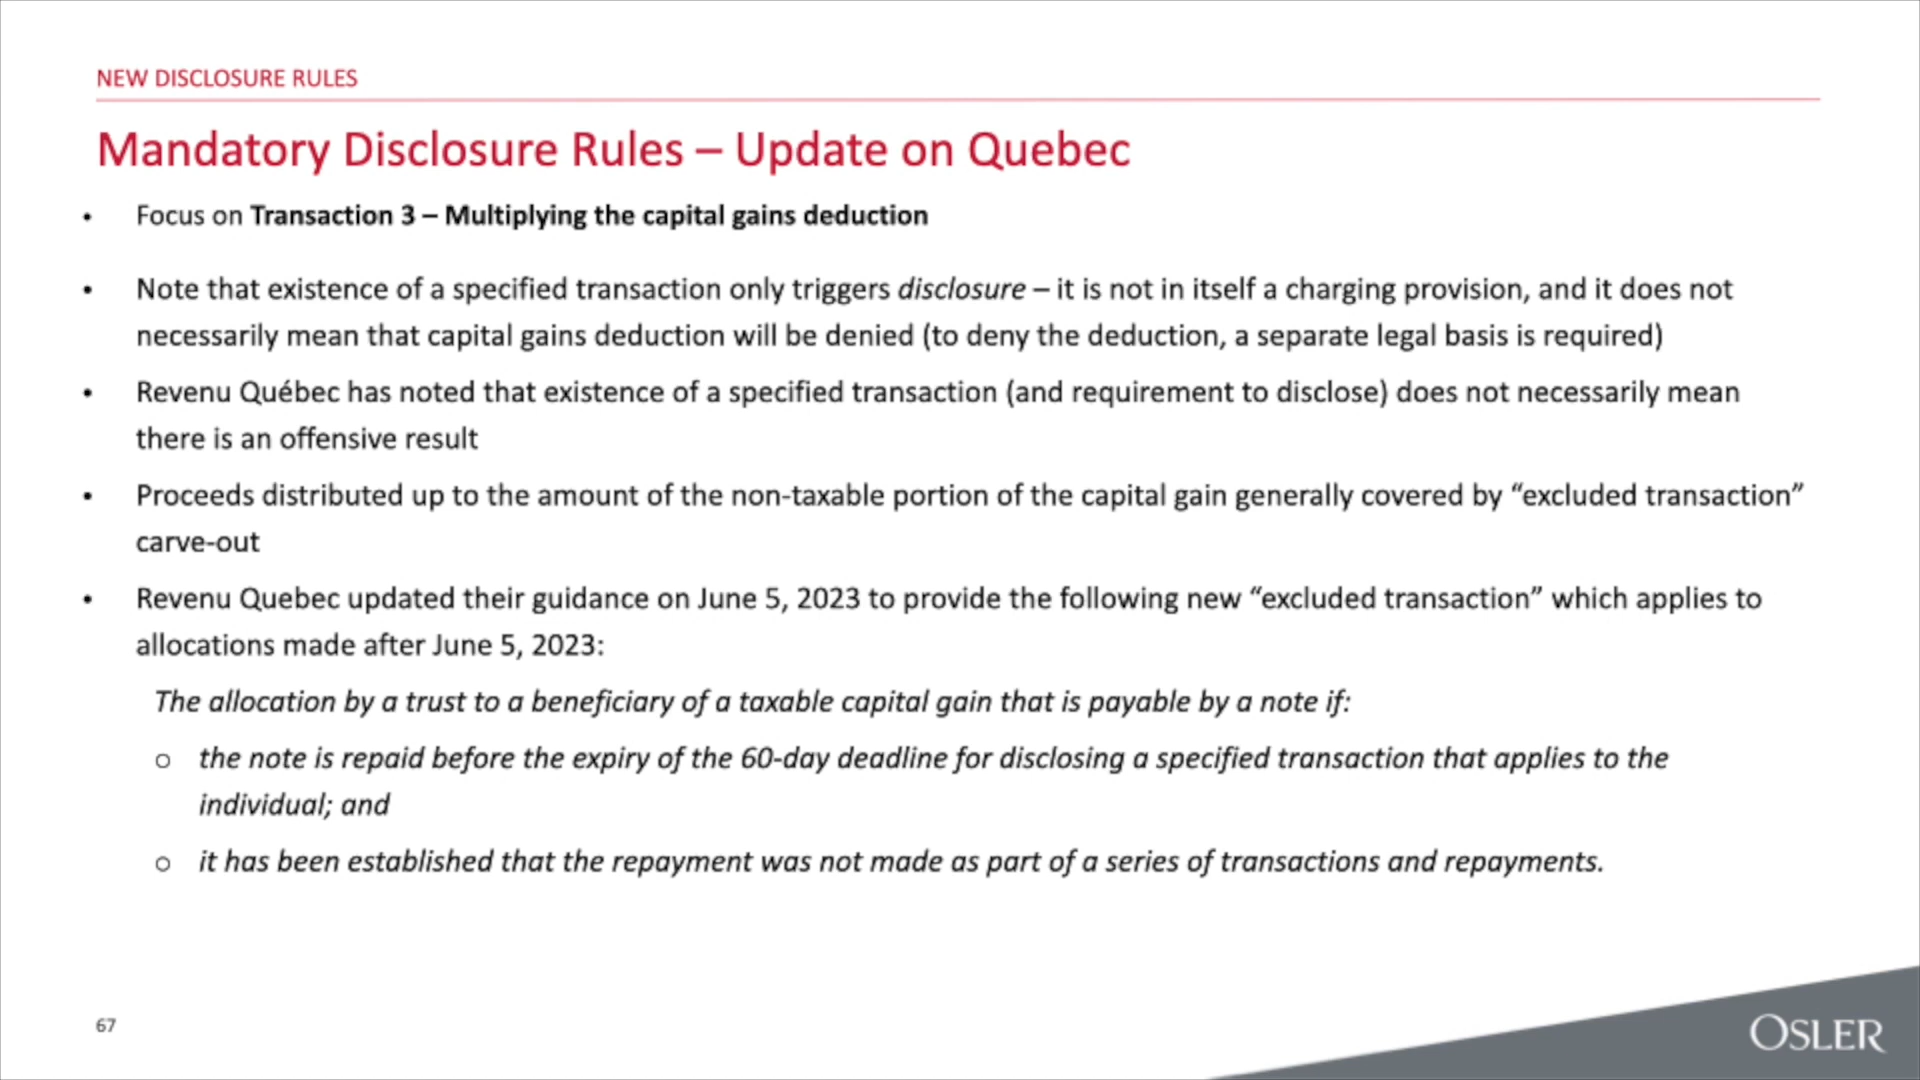 NEW DISCLOSURE RULES
Mandatory Disclosure Rules – Update on Quebec
• Focus on Transaction 3 – Multiplying the capital gains deduction
• Note that existence of a specified transaction only triggers disclosure – it is not in itself a charging provision, and it does not
necessarily mean that capital gains deduction will be denied (to deny the deduction, a separate legal basis is required)
• Revenu Québec has noted that existence of a specified transaction (and requirement to disclose) does not necessarily mean
there is an offensive result
• Proceeds distributed up to the amount of the non-taxable portion of the capital gain generally covered by “excluded transaction”
carve-out
• Revenu Quebec updated their guidance on June 5, 2023 to provide the following new “excluded transaction” which applies to
allocations made after June 5, 2023:
The allocation by a trust to a beneficiary of a taxable capital gain that is payable by a note if:
o the note is repaid before the expiry of the 60-day deadline for disclosing a specified transaction that applies to the
individual; and
o it has been established that the repayment was not made as part of a series of transactions and repayments.
67
OSLER